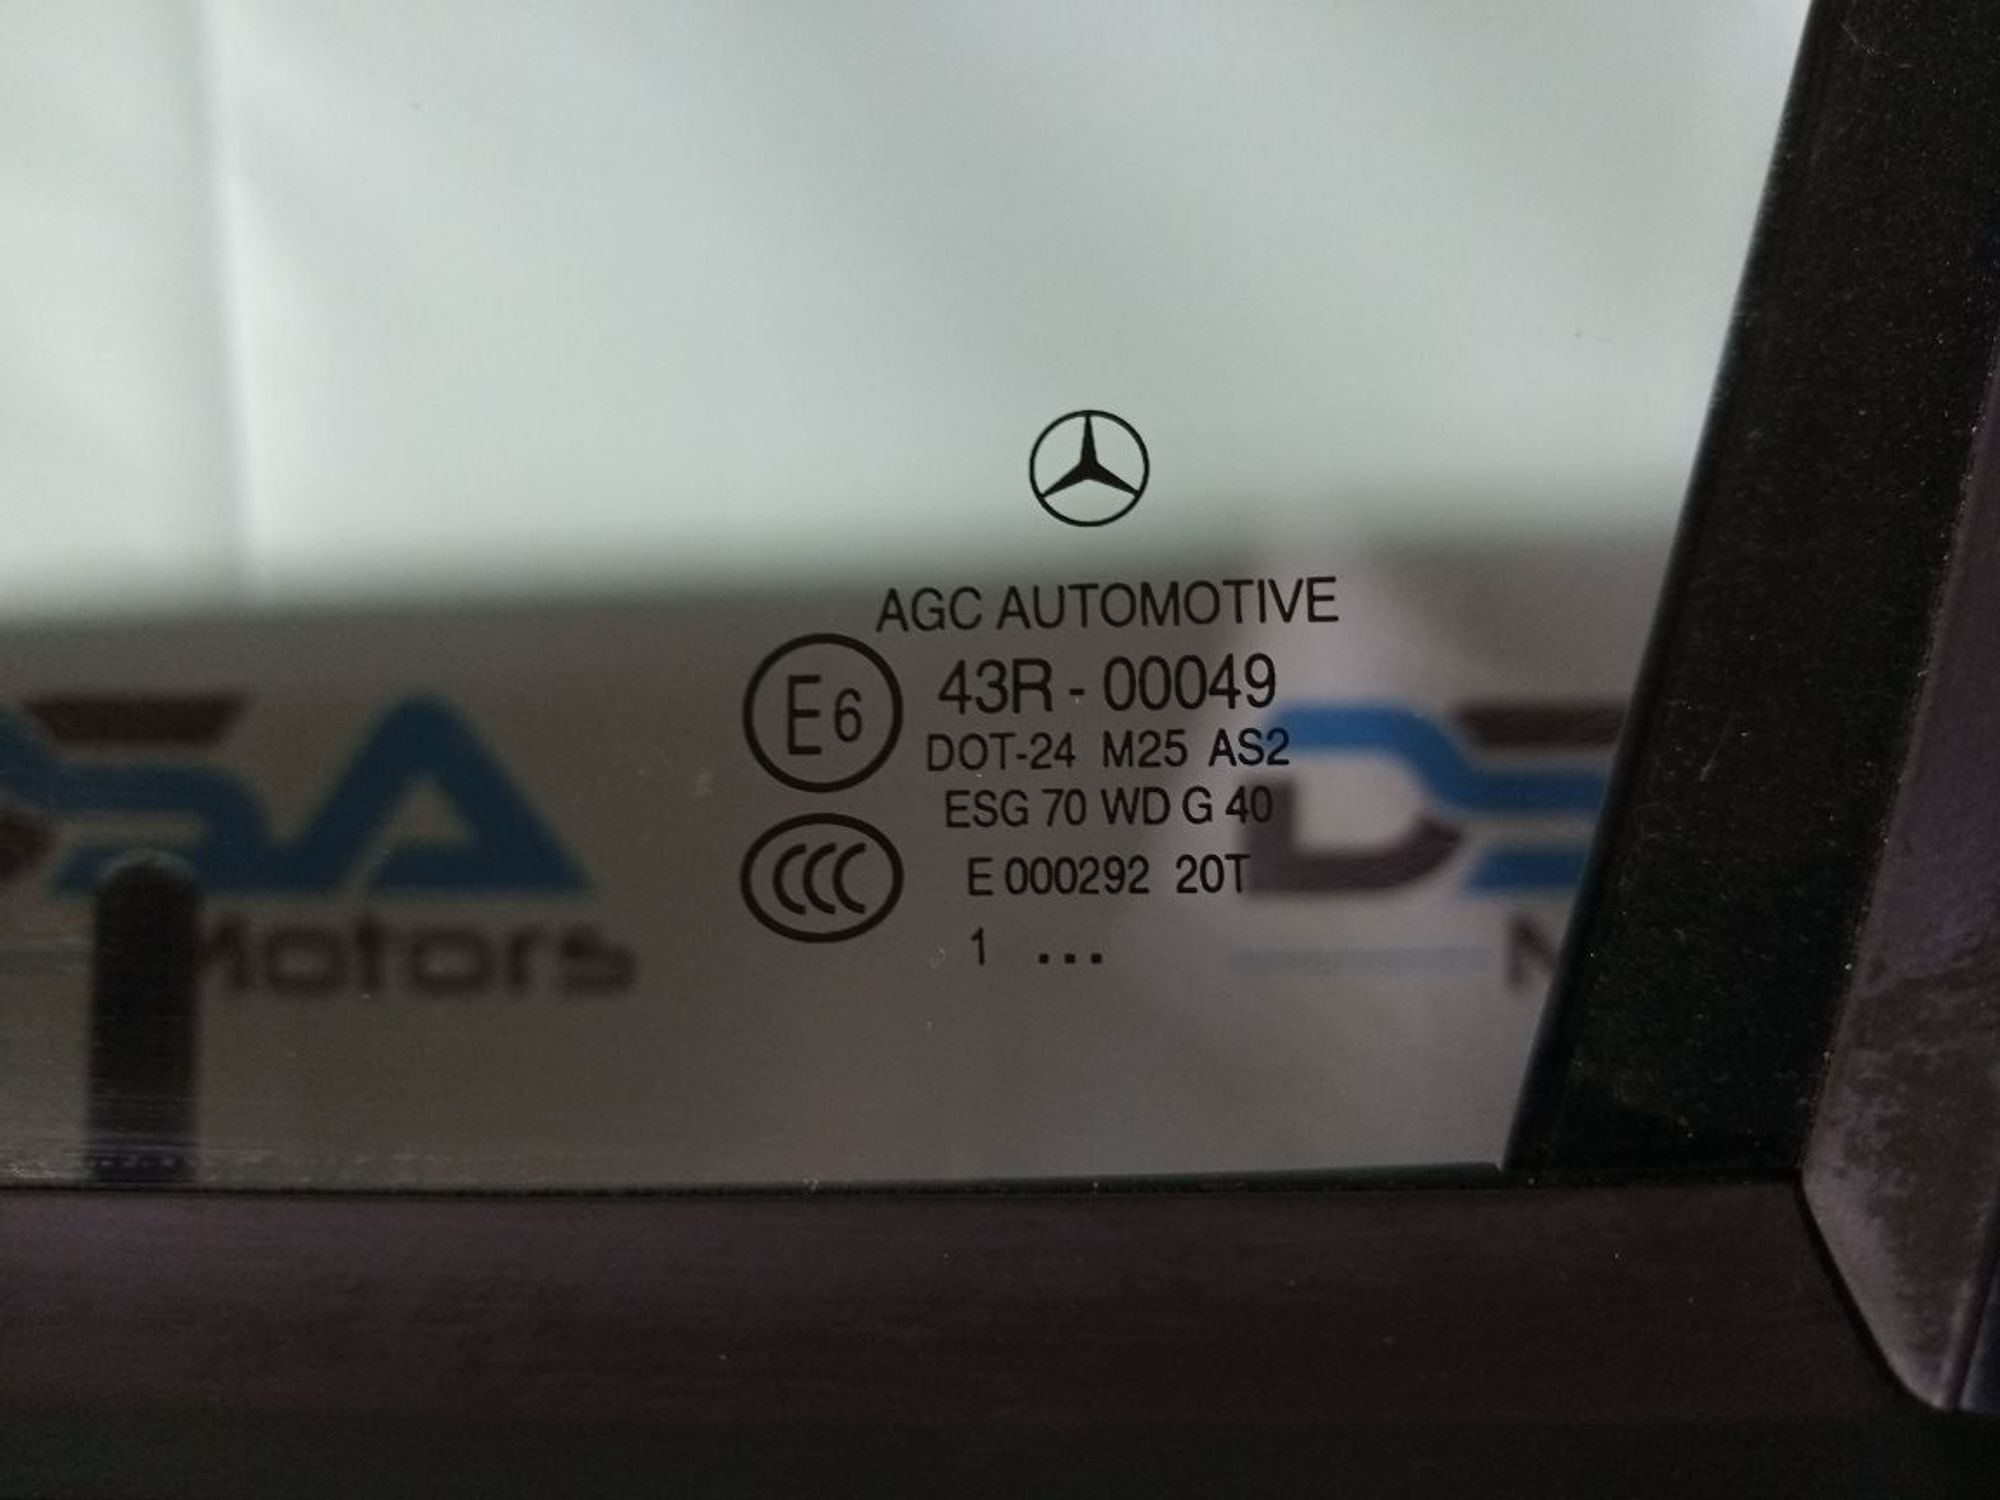 AGC AUTOMOTIVE
E6
43R - 00049
DOT-24 M25 AS2
ESG 70 WD G 40
CCC
E 000292 20T
1 ...
Motors